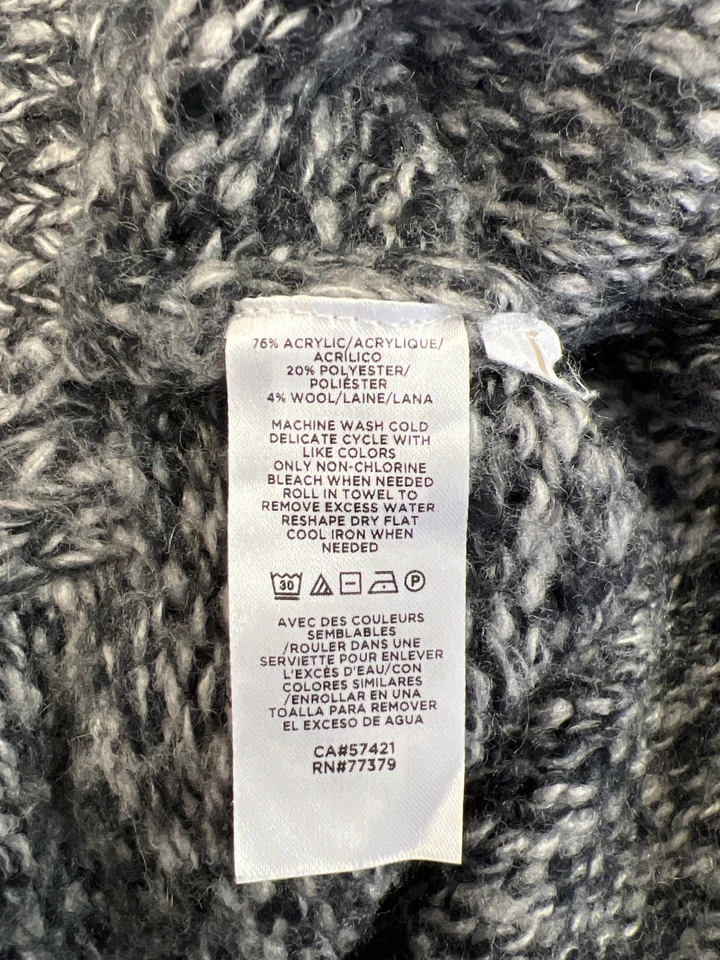 76% ACRYLIC/ACRYLIQUE/
ACRÍLICO
20% POLYESTER/
POLIÉSTER
4% WOOL/LAINE/LANA
MACHINE WASH COLD
DELICATE CYCLE WITH
LIKE COLORS
ONLY NON-CHLORINE
BLEACH WHEN NEEDED
ROLL IN TOWEL TO
REMOVE EXCESS WATER
RESHAPE DRY FLAT
COOL IRON WHEN
NEEDED
30 P
AVEC DES COULEURS
SEMBLABLES
/ROULER DANS UNE
SERVIETTE POUR ENLEVER
L'EXCÈS D'EAU/CON
COLORES SIMILARES
/ENROLLAR EN UNA
TOALLA PARA REMOVER
EL EXCESO DE AGUA
CA#57421
RN#77379